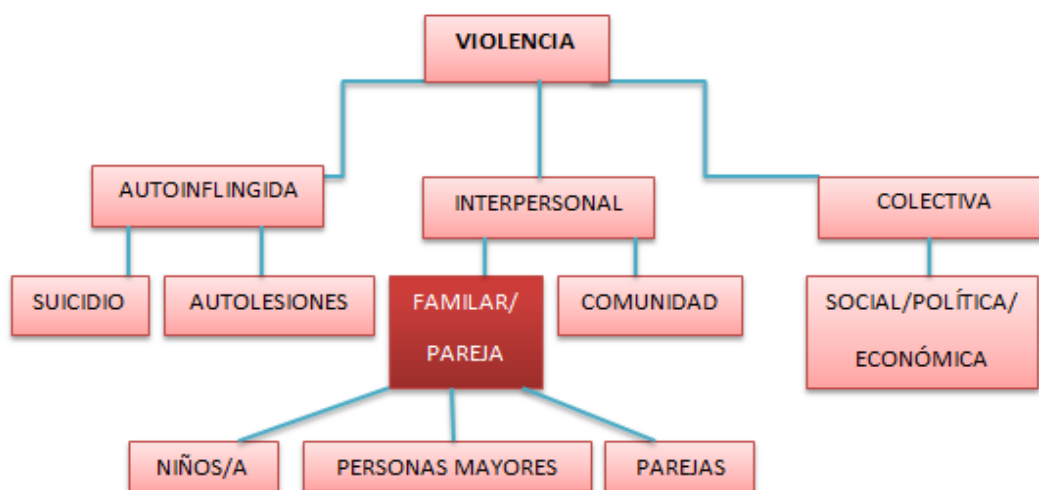 VIOLENCIA
AUTOINFLINGIDA
INTERPERSONAL
COLECTIVA
SUICIDIO
AUTOLESIONES
FAMILAR/
PAREJA
COMUNIDAD
SOCIAL/POLÍTICA/
ECONÓMICA
NIÑOS/A
PERSONAS MAYORES
PAREJAS